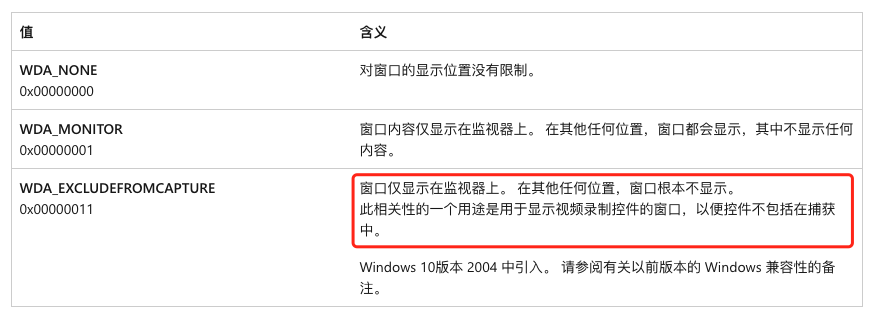 值 含义
WDA_NONE 对窗口的显示位置没有限制。
0x00000000
WDA_MONITOR 窗口内容仅显示在监视器上。 在其他任何位置，窗口都会显示，其中不显示任何
0x00000001 内容。
WDA_EXCLUDEFROMCAPTURE 窗口仅显示在监视器上。 在其他任何位置，窗口根本不显示。
0x00000011 此相关性的一个用途是用于显示视频录制控件的窗口，以便控件不包括在捕获
中。
Windows 10版本 2004 中引入。 请参阅有关以前版本的 Windows 兼容性的备
注。